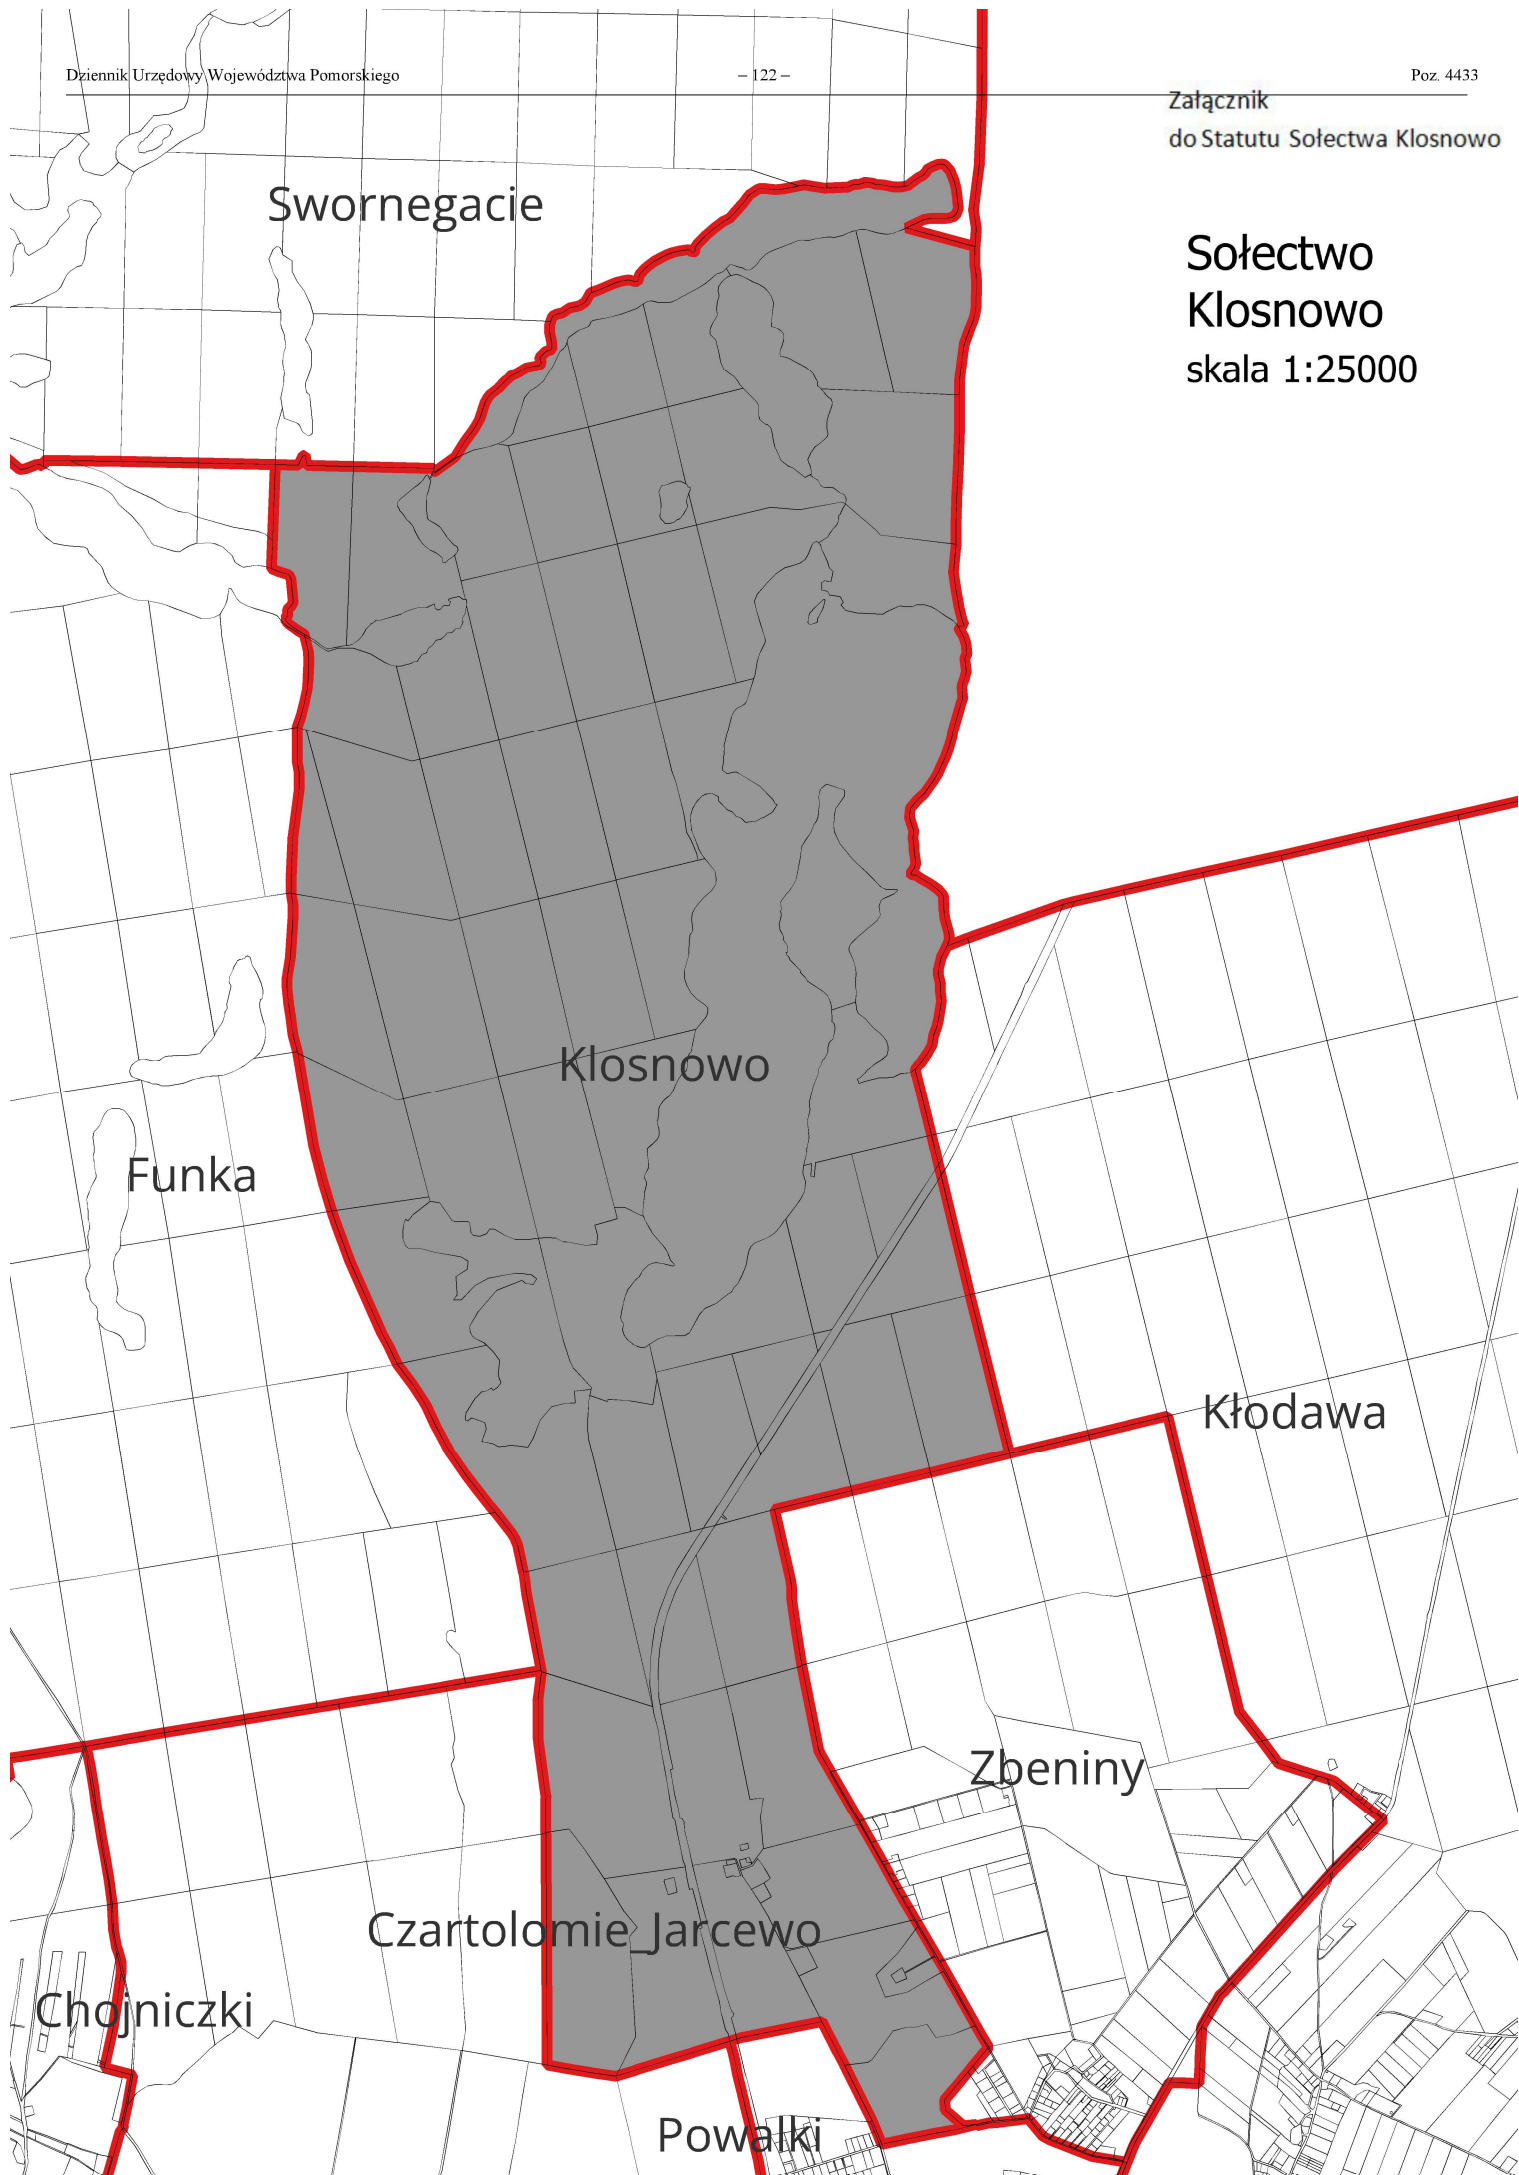 Dziennik Urzędowy Województwa Pomorskiego – 122 – Poz. 4433
Załącznik
do Statutu Sołectwa Klosnowo
Swornegacie
Sołectwo
Klosnowo
skala 1:25000
Klosnowo
Funka
Kłodawa
Zbeniny
Czartolomie_Jarcewo
Chojniczki
Powałki